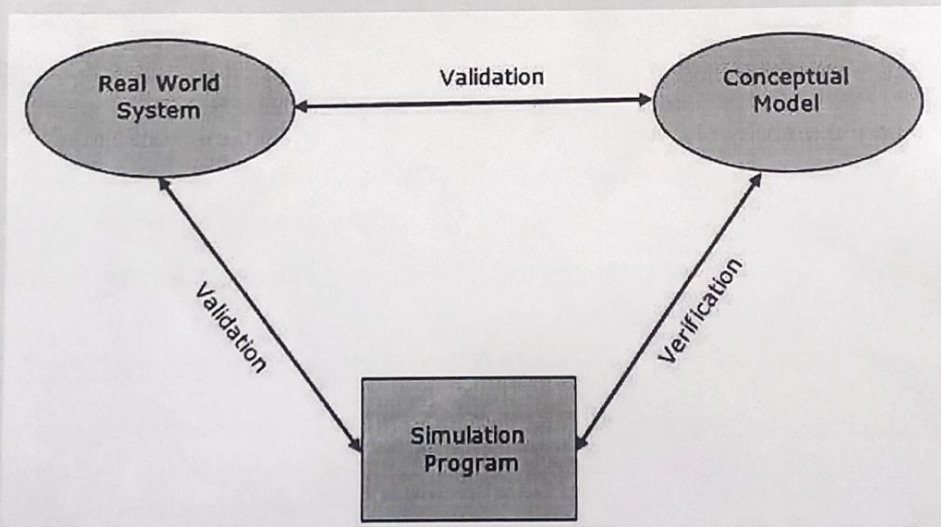 Real World
System
Validation
Conceptual
Model
Validation
Verification
Simulation
Program